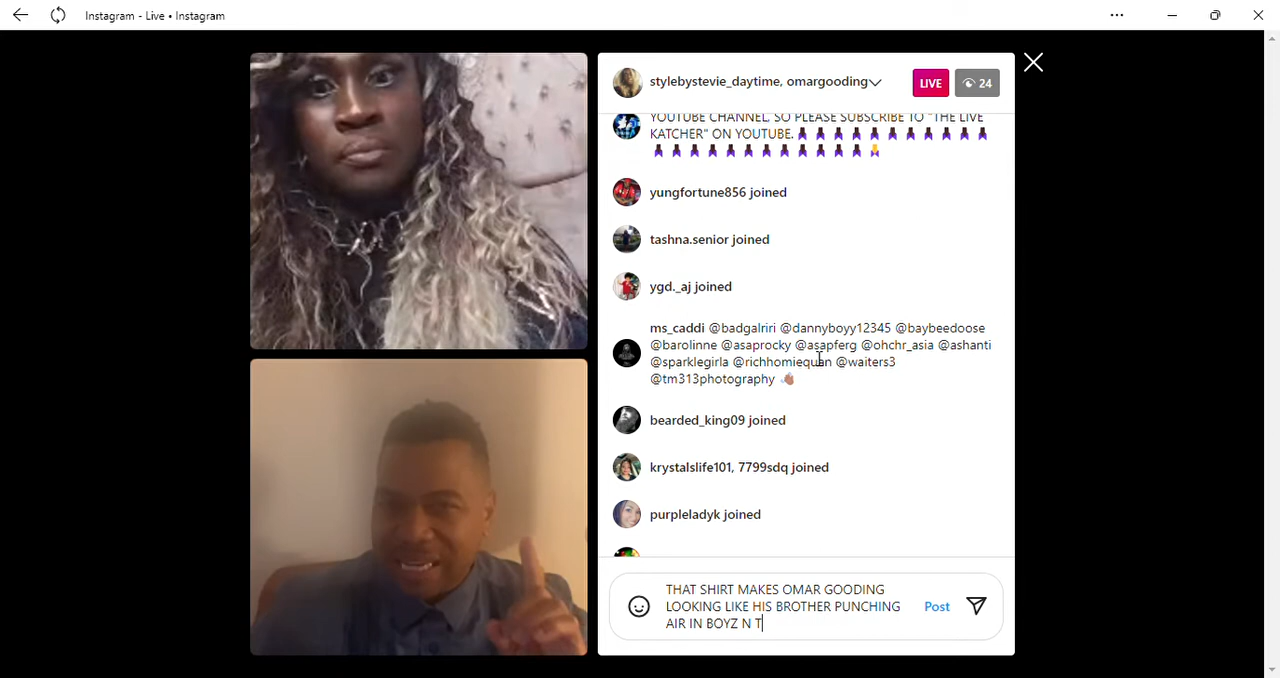 Instagram - Live • Instagram
stylebystevie_daytime, omargooding
LIVE
24
YOUTUBE CHANNEL, SO PLEASE SUBSCRIBE TO "THE LIVE
KATCHER" ON YOUTUBE.
yungfortune856 joined
tashna.senior joined
ygd._aj joined
ms_caddi @badgalriri @dannyboyy12345 @baybeedoose
@barolinne @asaprocky @asapferg @ohchr_asia @ashanti
@sparklegirla @richhomiequan @waiters3
@tm313photography
bearded_king09 joined
krystalslife101, 7799sdq joined
purpleladyk joined
THAT SHIRT MAKES OMAR GOODING
LOOKING LIKE HIS BROTHER PUNCHING
AIR IN BOYZ N T
Post